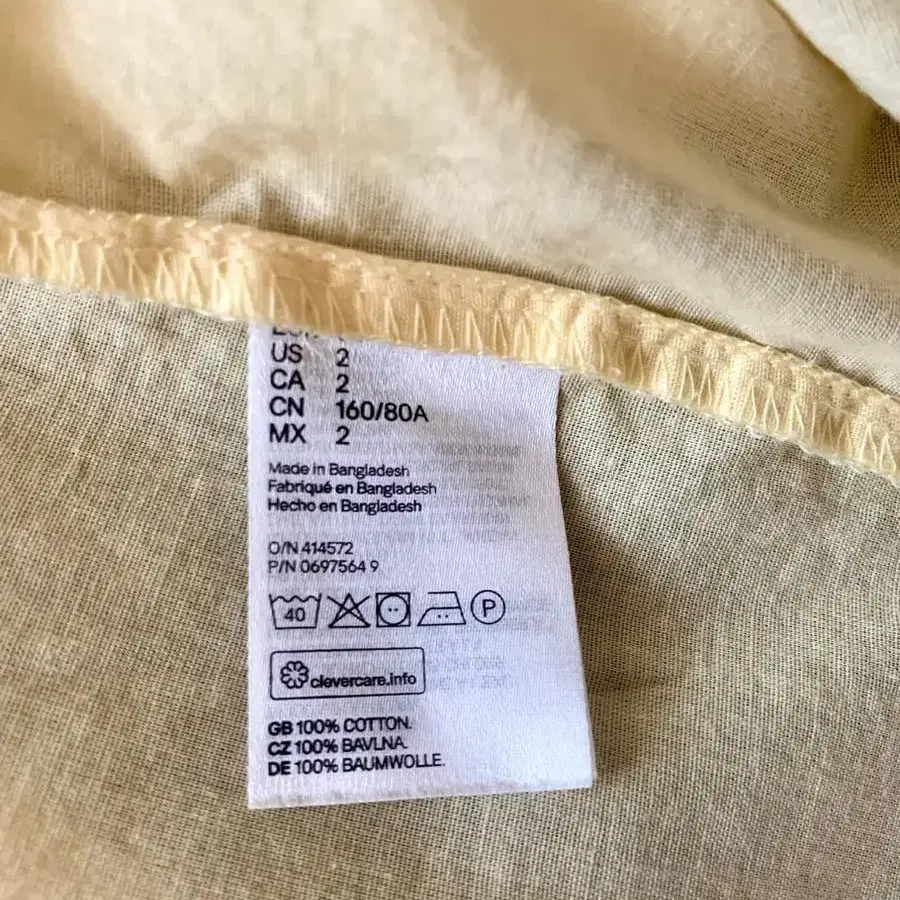 US 2
CA 2
CN 160/80A
MX 2
Made in Bangladesh
Fabriqué en Bangladesh
Hecho en Bangladesh
O/N 414572
P/N 0697564 9
40 P
clevercare.info
GB 100% COTTON.
CZ 100% BAVLNA.
DE 100% BAUMWOLLE.